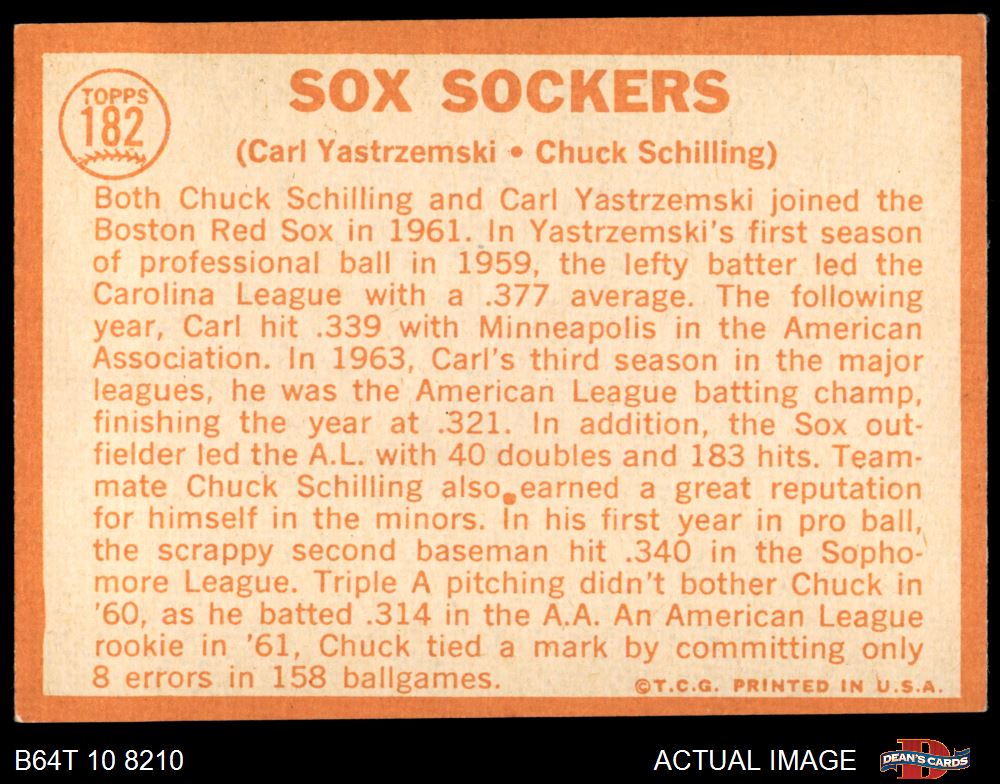 TOPPS
182
SOX SOCKERS
(Carl Yastrzemski • Chuck Schilling)
Both Chuck Schilling and Carl Yastrzemski joined the
Boston Red Sox in 1961. In Yastrzemski's first season
of professional ball in 1959, the lefty batter led the
Carolina League with a .377 average. The following
year, Carl hit .339 with Minneapolis in the American
Association. In 1963, Carl's third season in the major
leagues, he was the American League batting champ,
finishing the year at .321. In addition, the Sox out-
fielder led the A.L. with 40 doubles and 183 hits. Team-
mate Chuck Schilling also earned a great reputation
for himself in the minors. In his first year in pro ball,
the scrappy second baseman hit .340 in the Sopho-
more League. Triple A pitching didn't bother Chuck in
'60, as he batted .314 in the A.A. An American League
rookie in '61, Chuck tied a mark by committing only
8 errors in 158 ballgames.
©T.C.G. PRINTED IN U.S.A.
B64T 10 8210
ACTUAL IMAGE
DEAN'S CARDS